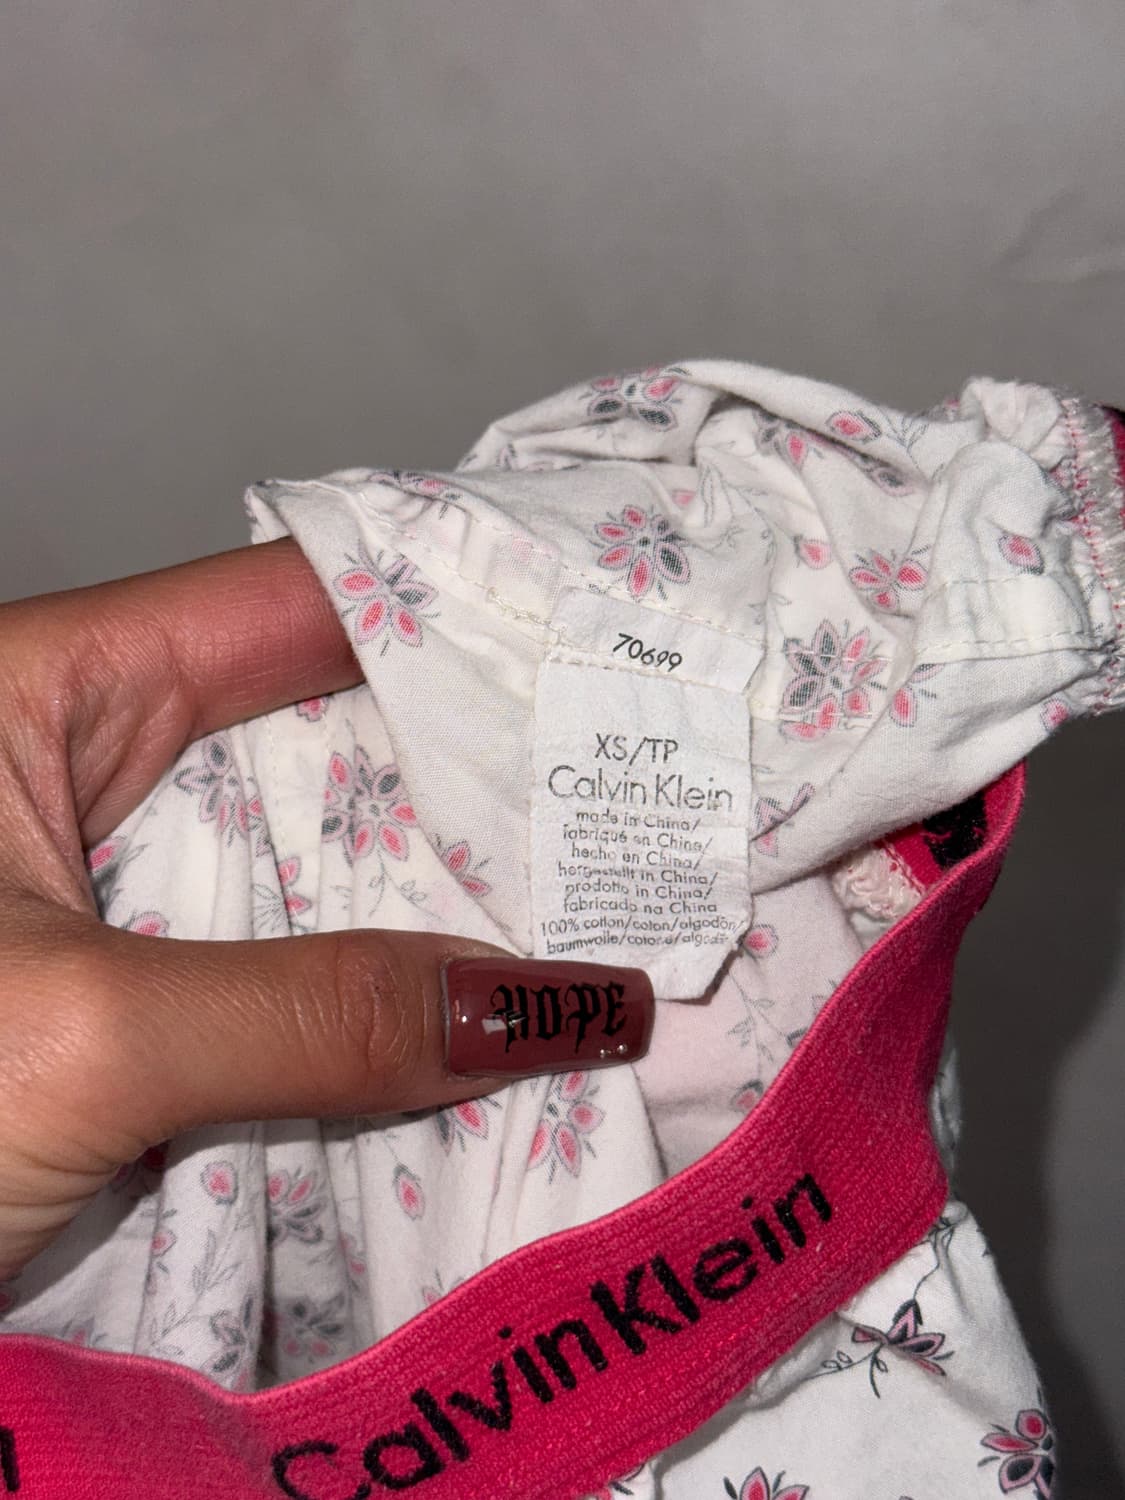 70699
XS/TP
Calvin Klein
made in China/
fabriqué en Chine/
hecho en China/
hergestellt in China/
prodotto in China/
fabricado na China
100% cotton/coton/algodón/
baumwolle/cotone/algodão
HOPE
Calvin Klein